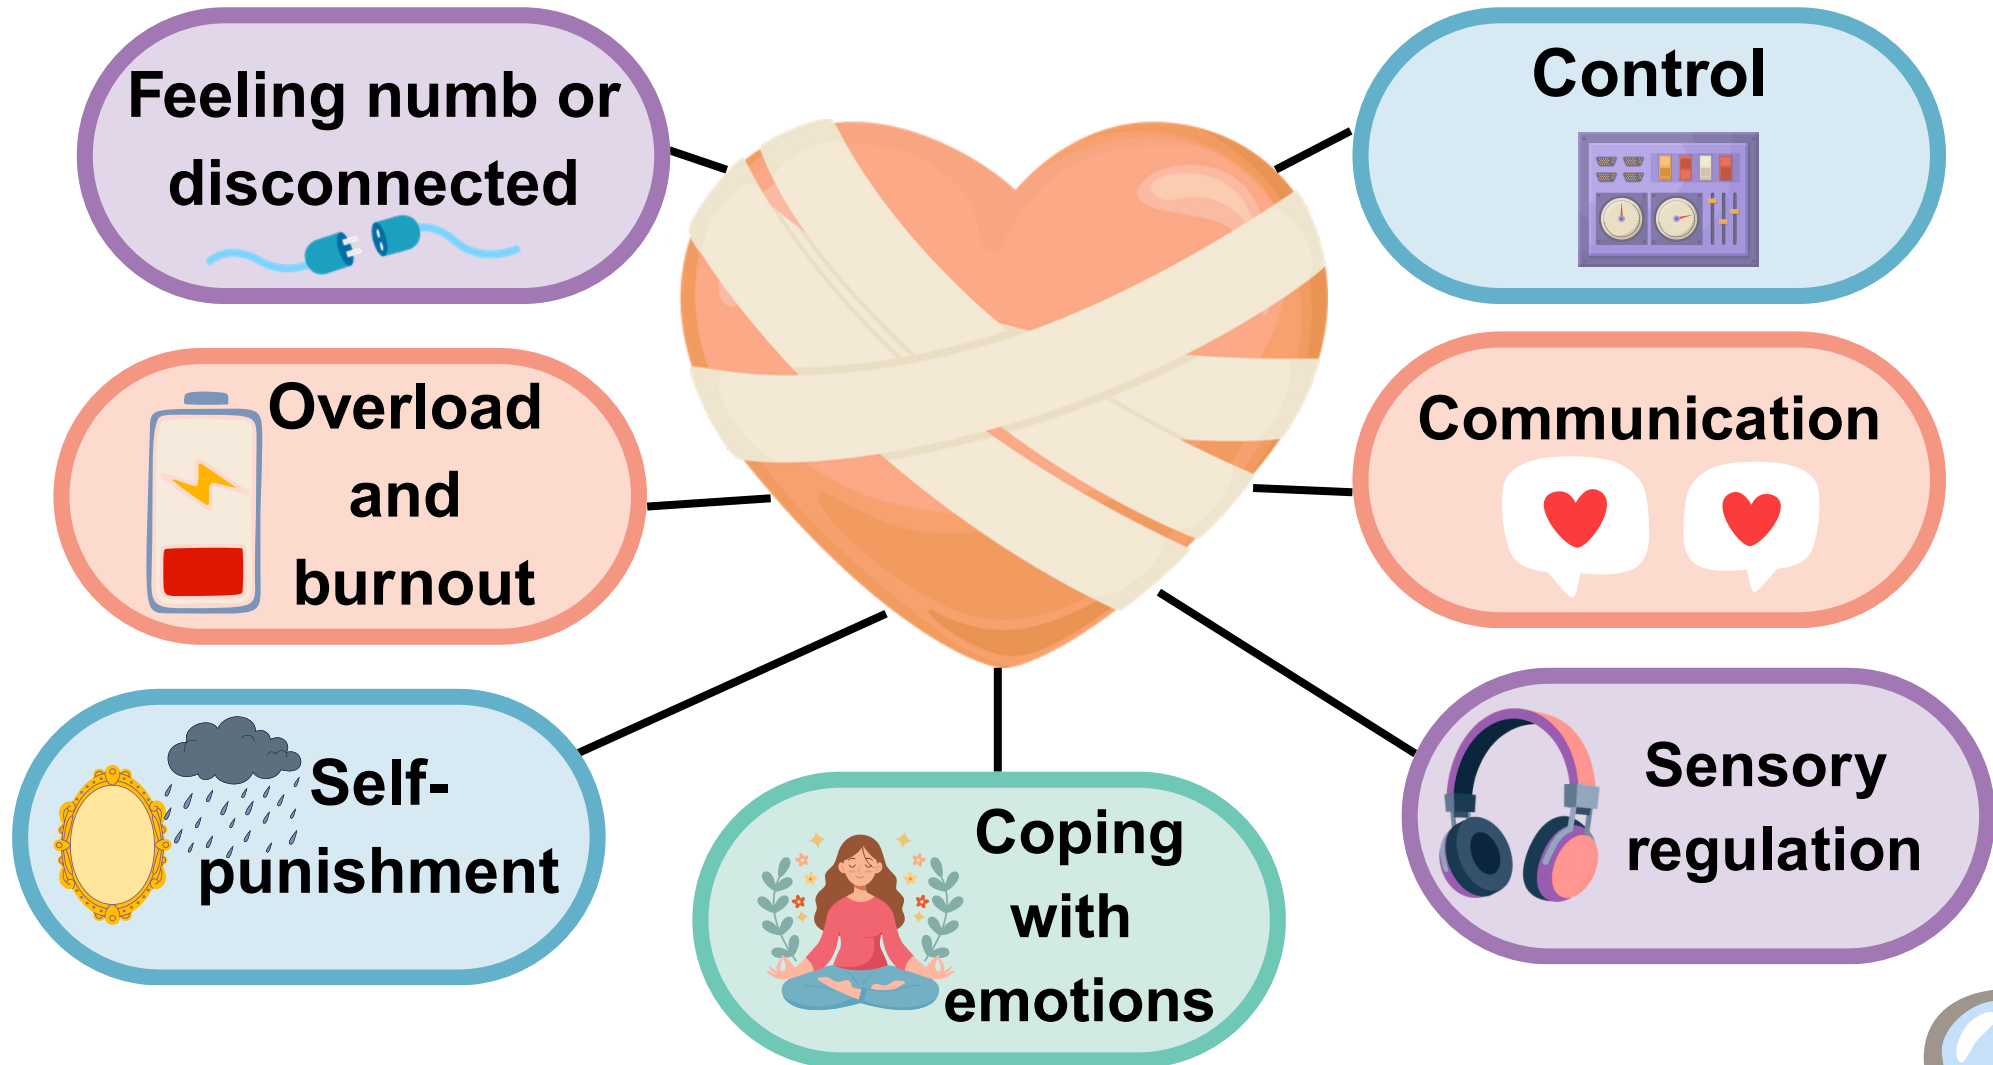 Feeling numb or
disconnected
Control
Overload
and
burnout
Communication
Self-
punishment
Coping
with
emotions
Sensory
regulation